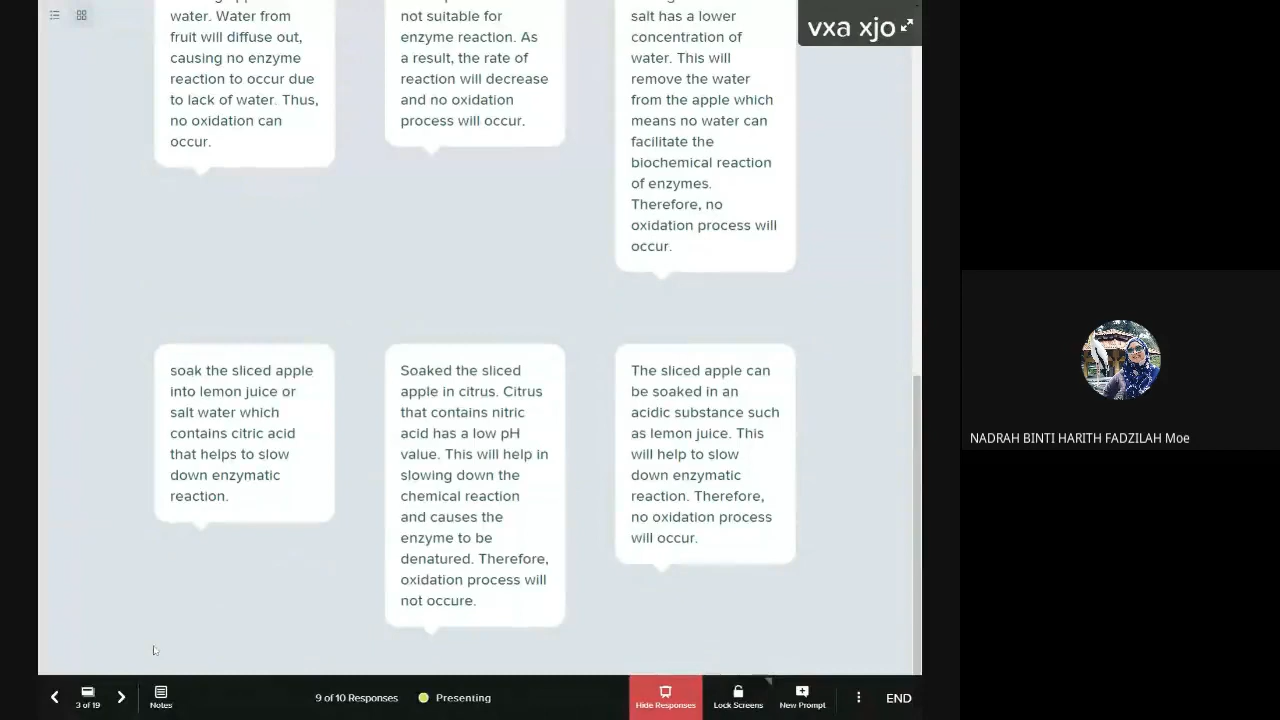 water. Water from
fruit will diffuse out,
causing no enzyme
reaction to occur due
to lack of water. Thus,
no oxidation can
occur.
not suitable for
enzyme reaction. As
a result, the rate of
reaction will decrease
and no oxidation
process will occur.
salt has a lower
concentration of
water. This will
remove the water
from the apple which
means no water can
facilitate the
biochemical reaction
of enzymes.
Therefore, no
oxidation process will
occur.
vxa xjo
soak the sliced apple
into lemon juice or
salt water which
contains citric acid
that helps to slow
down enzymatic
reaction.
Soaked the sliced
apple in citrus. Citrus
that contains nitric
acid has a low pH
value. This will help in
slowing down the
chemical reaction
and causes the
enzyme to be
denatured. Therefore,
oxidation process will
not occure.
The sliced apple can
be soaked in an
acidic substance such
as lemon juice. This
will help to slow
down enzymatic
reaction. Therefore,
no oxidation process
will occur.
NADRAH BINTI HARITH FADZILAH Moe
3 of 19
Notes
9 of 10 Responses
Presenting
Hide Responses
Lock Screens
New Prompt
END